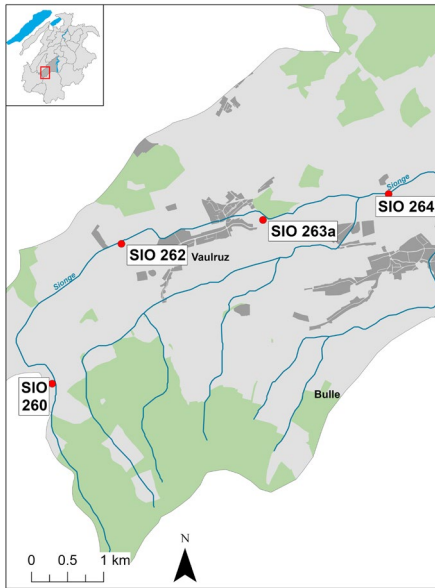 Sionge
SIO 264
SIO 263a
SIO 262
Vaulruz
Sionge
SIO
260
Bulle
N
0 0.5 1 km